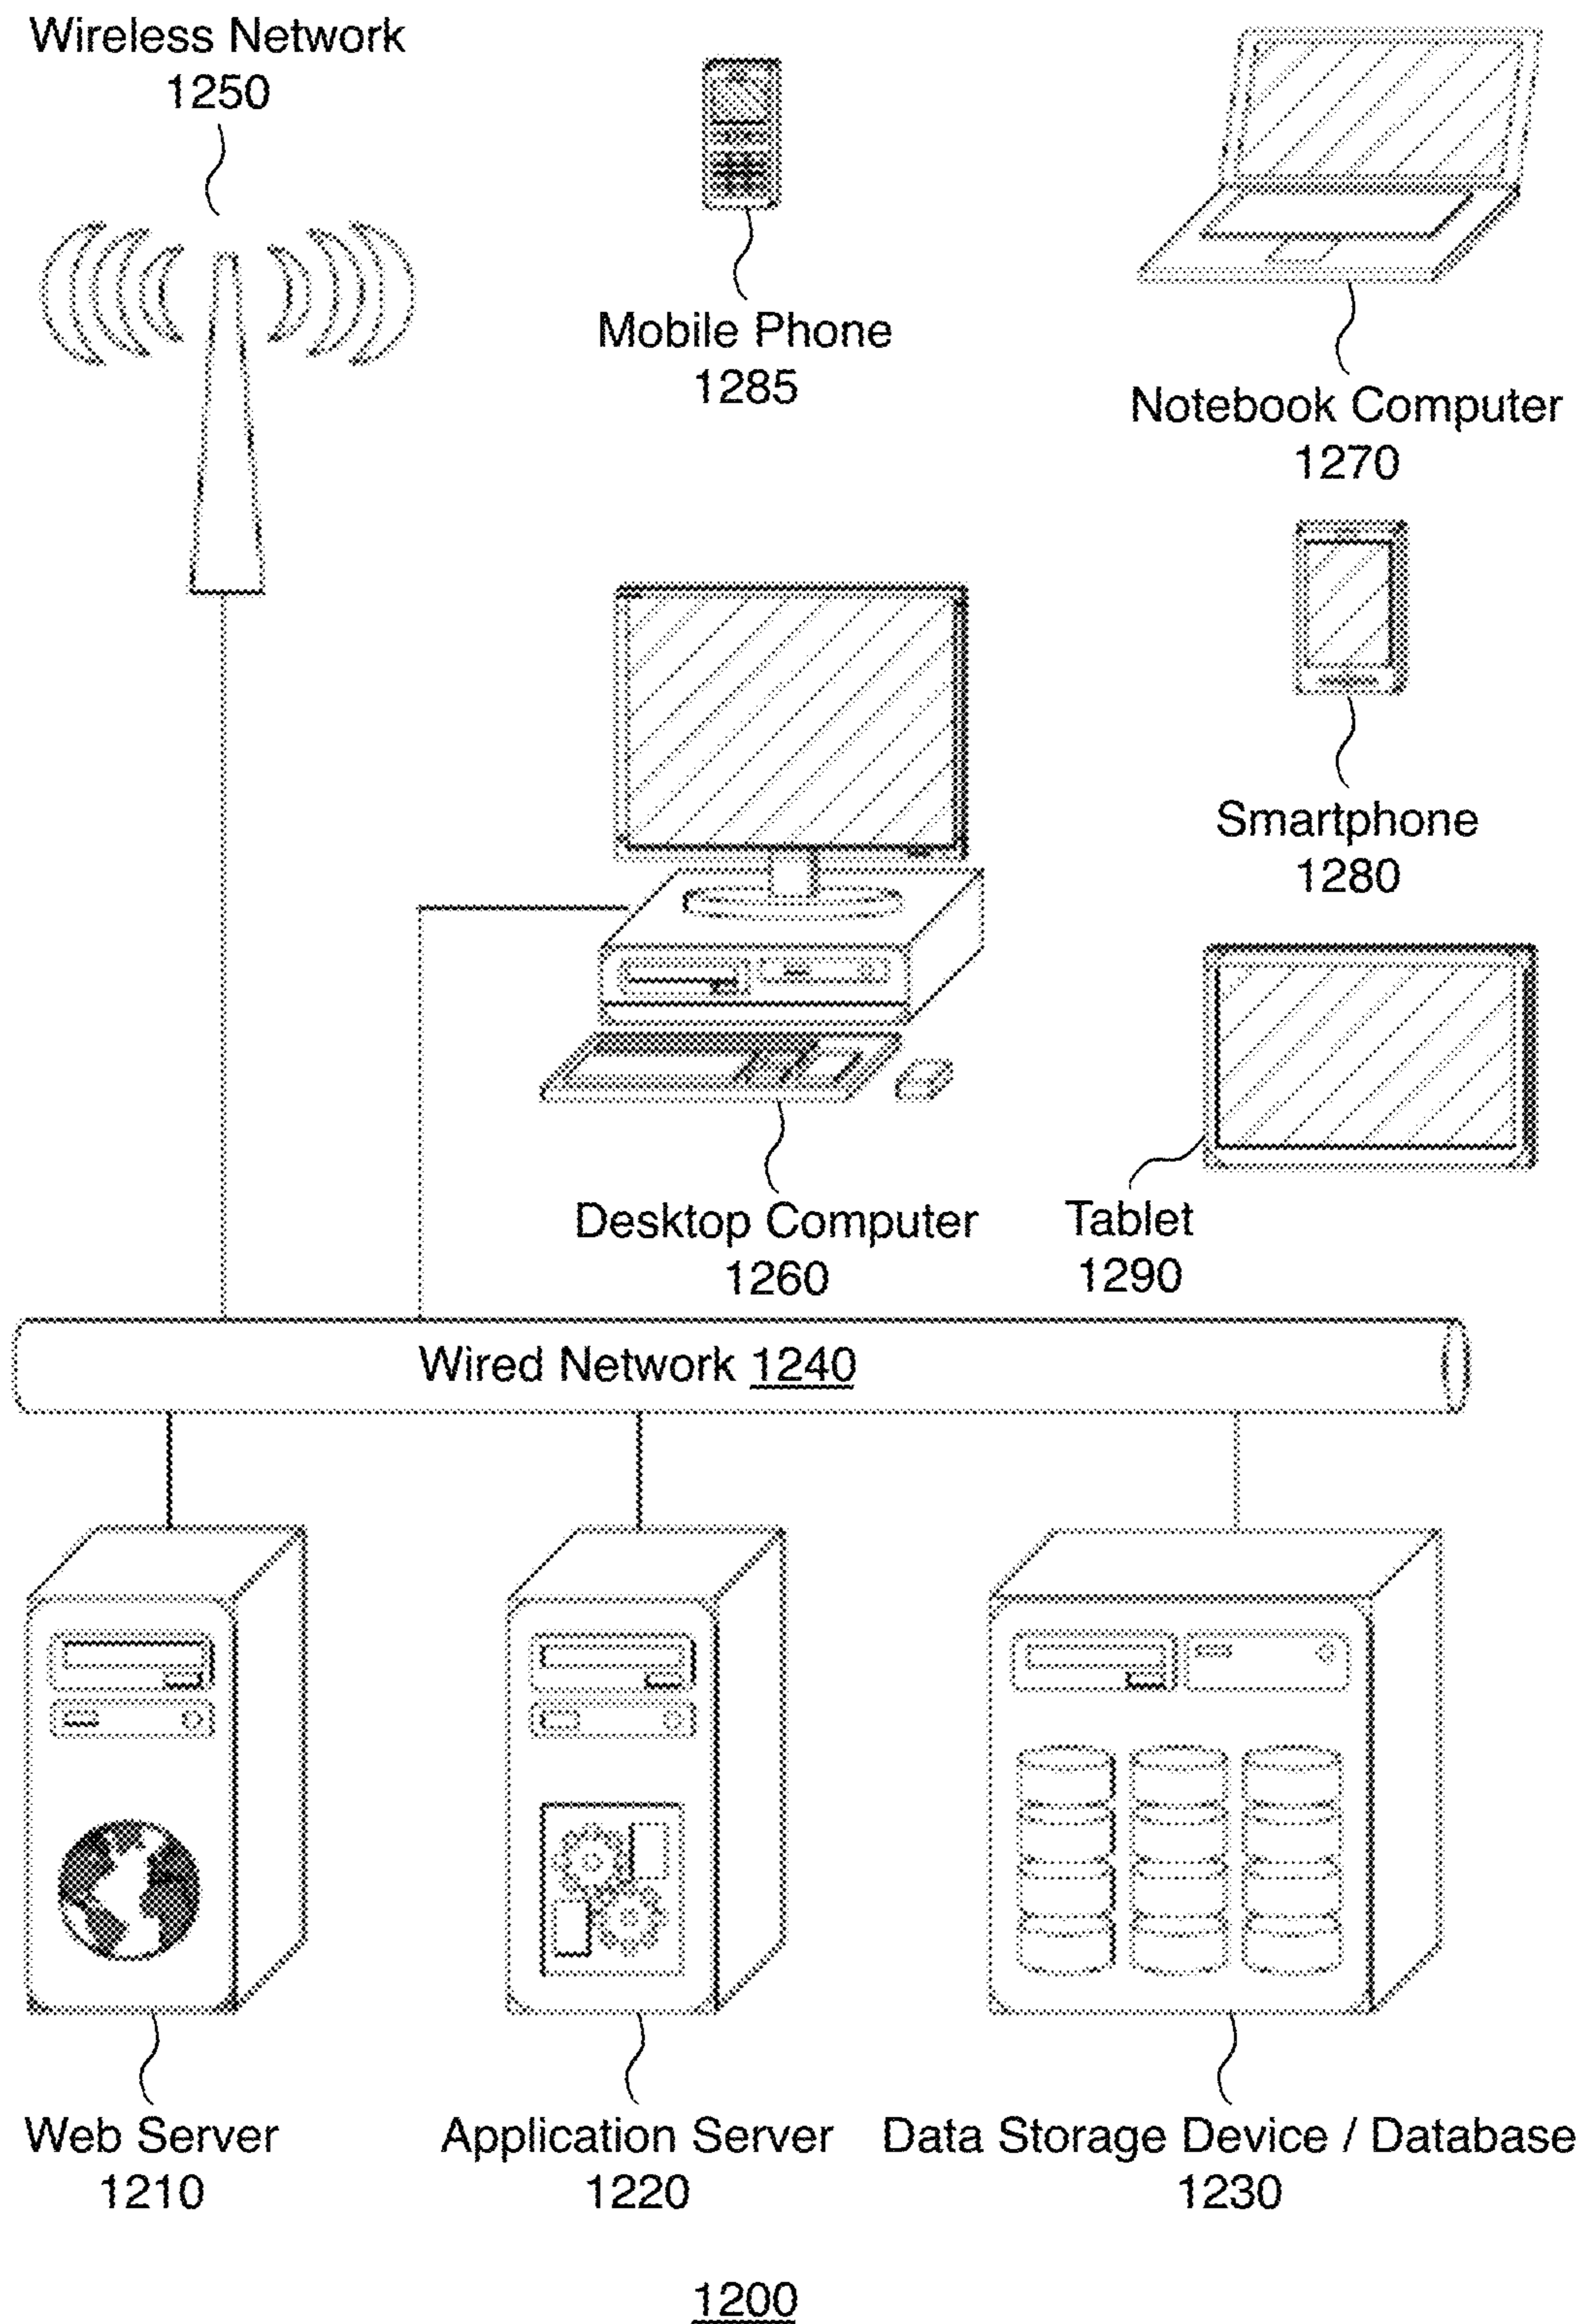 Wireless Network
1250
Mobile Phone
1285
Notebook Computer
1270
Smartphone
1280
Desktop Computer
1260
Tablet
1290
Wired Network 1240
Web Server
1210
Application Server
1220
Data Storage Device / Database
1230
1200